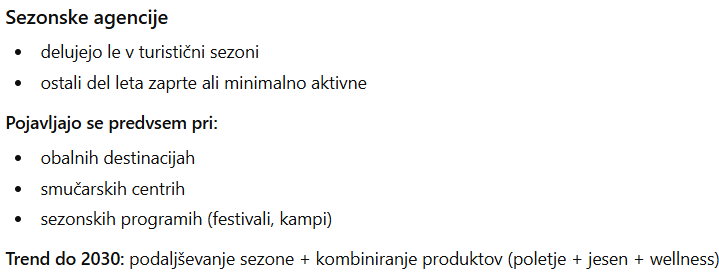 Sezonske agencije
• delujejo le v turistični sezoni
• ostali del leta zaprte ali minimalno aktivne
Pojavljajo se predvsem pri:
• obalnih destinacijah
• smučarskih centrih
• sezonskih programih (festivali, kampi)
Trend do 2030: podaljševanje sezone + kombiniranje produktov (poletje + jesen + wellness)